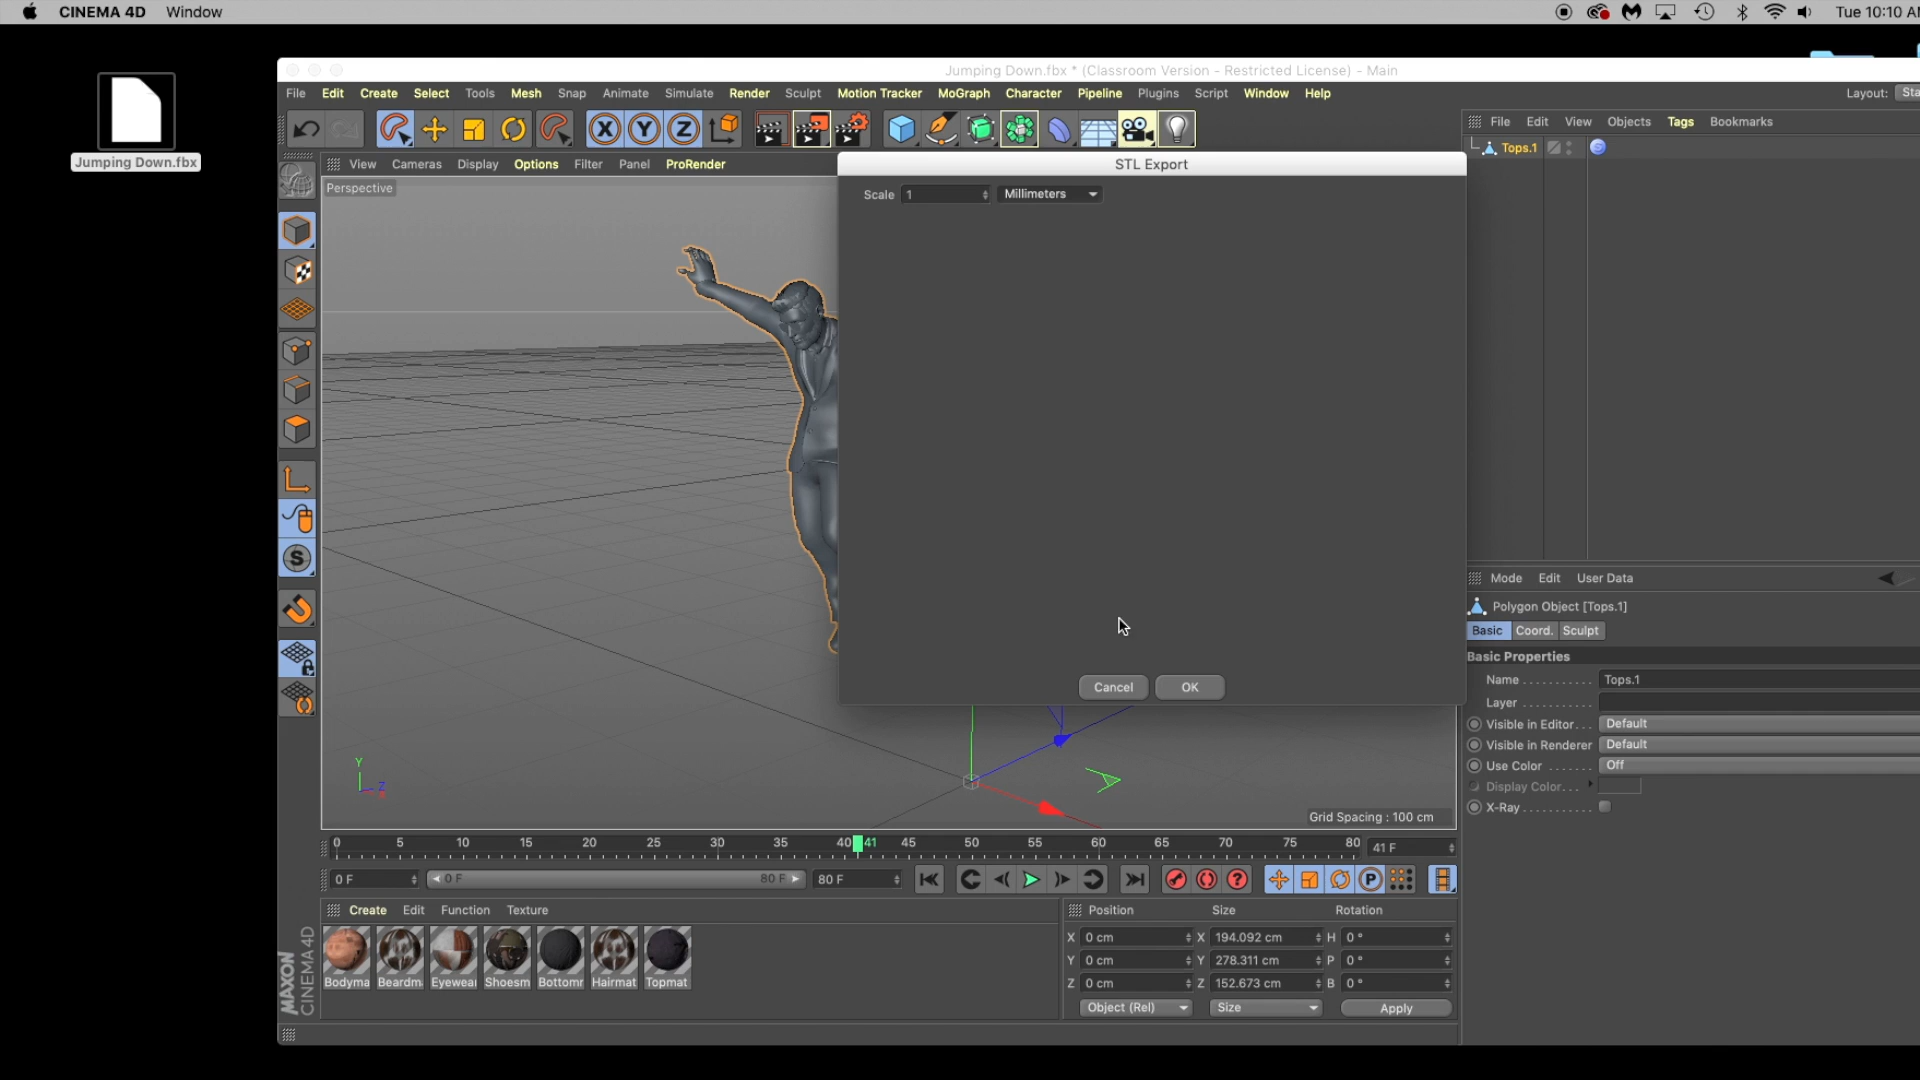 CINEMA 4D Window
Tue 10:10 AM
Jumping Down.fbx
Jumping Down.fbx * (Classroom Version - Restricted License) - Main
File Edit Create Select Tools Mesh Snap Animate Simulate Render Sculpt Motion Tracker MoGraph Character Pipeline Plugins Script Window Help
Layout: Sta
X Y Z
View Cameras Display Options Filter Panel ProRender
Perspective
STL Export
Scale 1 Millimeters
Cancel OK
File Edit View Objects Tags Bookmarks
Tops.1
S
Y
Z
Grid Spacing : 100 cm
Mode Edit User Data
Polygon Object [Tops.1]
Basic Coord. Sculpt
Basic Properties
Name . . . . . . . . . . Tops.1
Layer . . . . . . . . . .
Visible in Editor . . . Default
Visible in Renderer Default
Use Color . . . . . . . Off
Display Color . . .
X-Ray . . . . . . . . . .
0 5 10 15 20 25 30 35 40 41 45 50 55 60 65 70 75 80 41 F
0 F 0 F 80 F 80 F
? P
Create Edit Function Texture
Bodyma Beardm Eyewear Shoesm Bottomr Hairmat Topmat
Position Size Rotation
X 0 cm X 194.092 cm H 0 °
Y 0 cm Y 278.311 cm P 0 °
Z 0 cm Z 152.673 cm B 0 °
Object (Rel) Size Apply
MAXON
CINEMA 4D